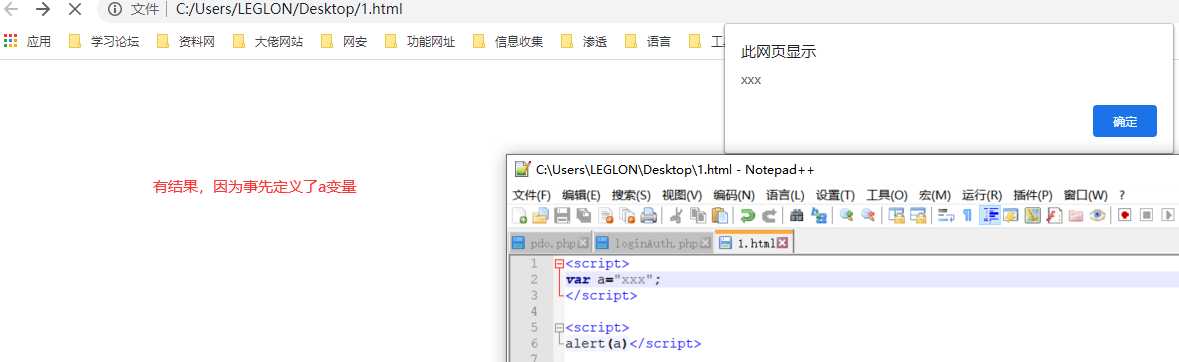 文件 C:/Users/LEGLON/Desktop/1.html
应用 学习论坛 资料网 大佬网站 网安 功能网址 信息收集 渗透 语言
此网页显示
xxx
确定
有结果，因为事先定义了a变量
C:\Users\LEGLON\Desktop\1.html - Notepad++
文件(F) 编辑(E) 搜索(S) 视图(V) 编码(N) 语言(L) 设置(T) 工具(O) 宏(M) 运行(R) 插件(P) 窗口(W) ?
pdo.php loginAuth.php 1.html
1 <script>
2 var a="xxx";
3 </script>
4
5 <script>
6 alert(a)</script>
7